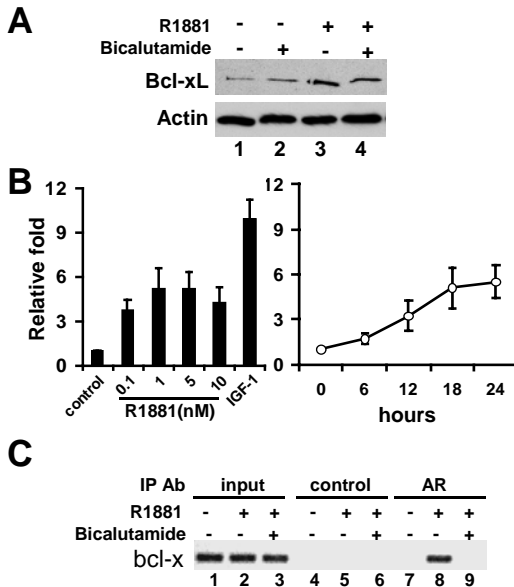 A
R1881 - - + +
Bicalutamide - + - +
Bcl-xL
Actin
1 2 3 4
B
Relative fold
12
9
6
3
0
control 0.1 1 5 10 IGF-1
R1881(nM)
12
9
6
3
0
0 6 12 18 24
hours
C
IP Ab input control AR
R1881 - + + - + + - + +
Bicalutamide - - + - - + - - +
bcl-x
1 2 3 4 5 6 7 8 9